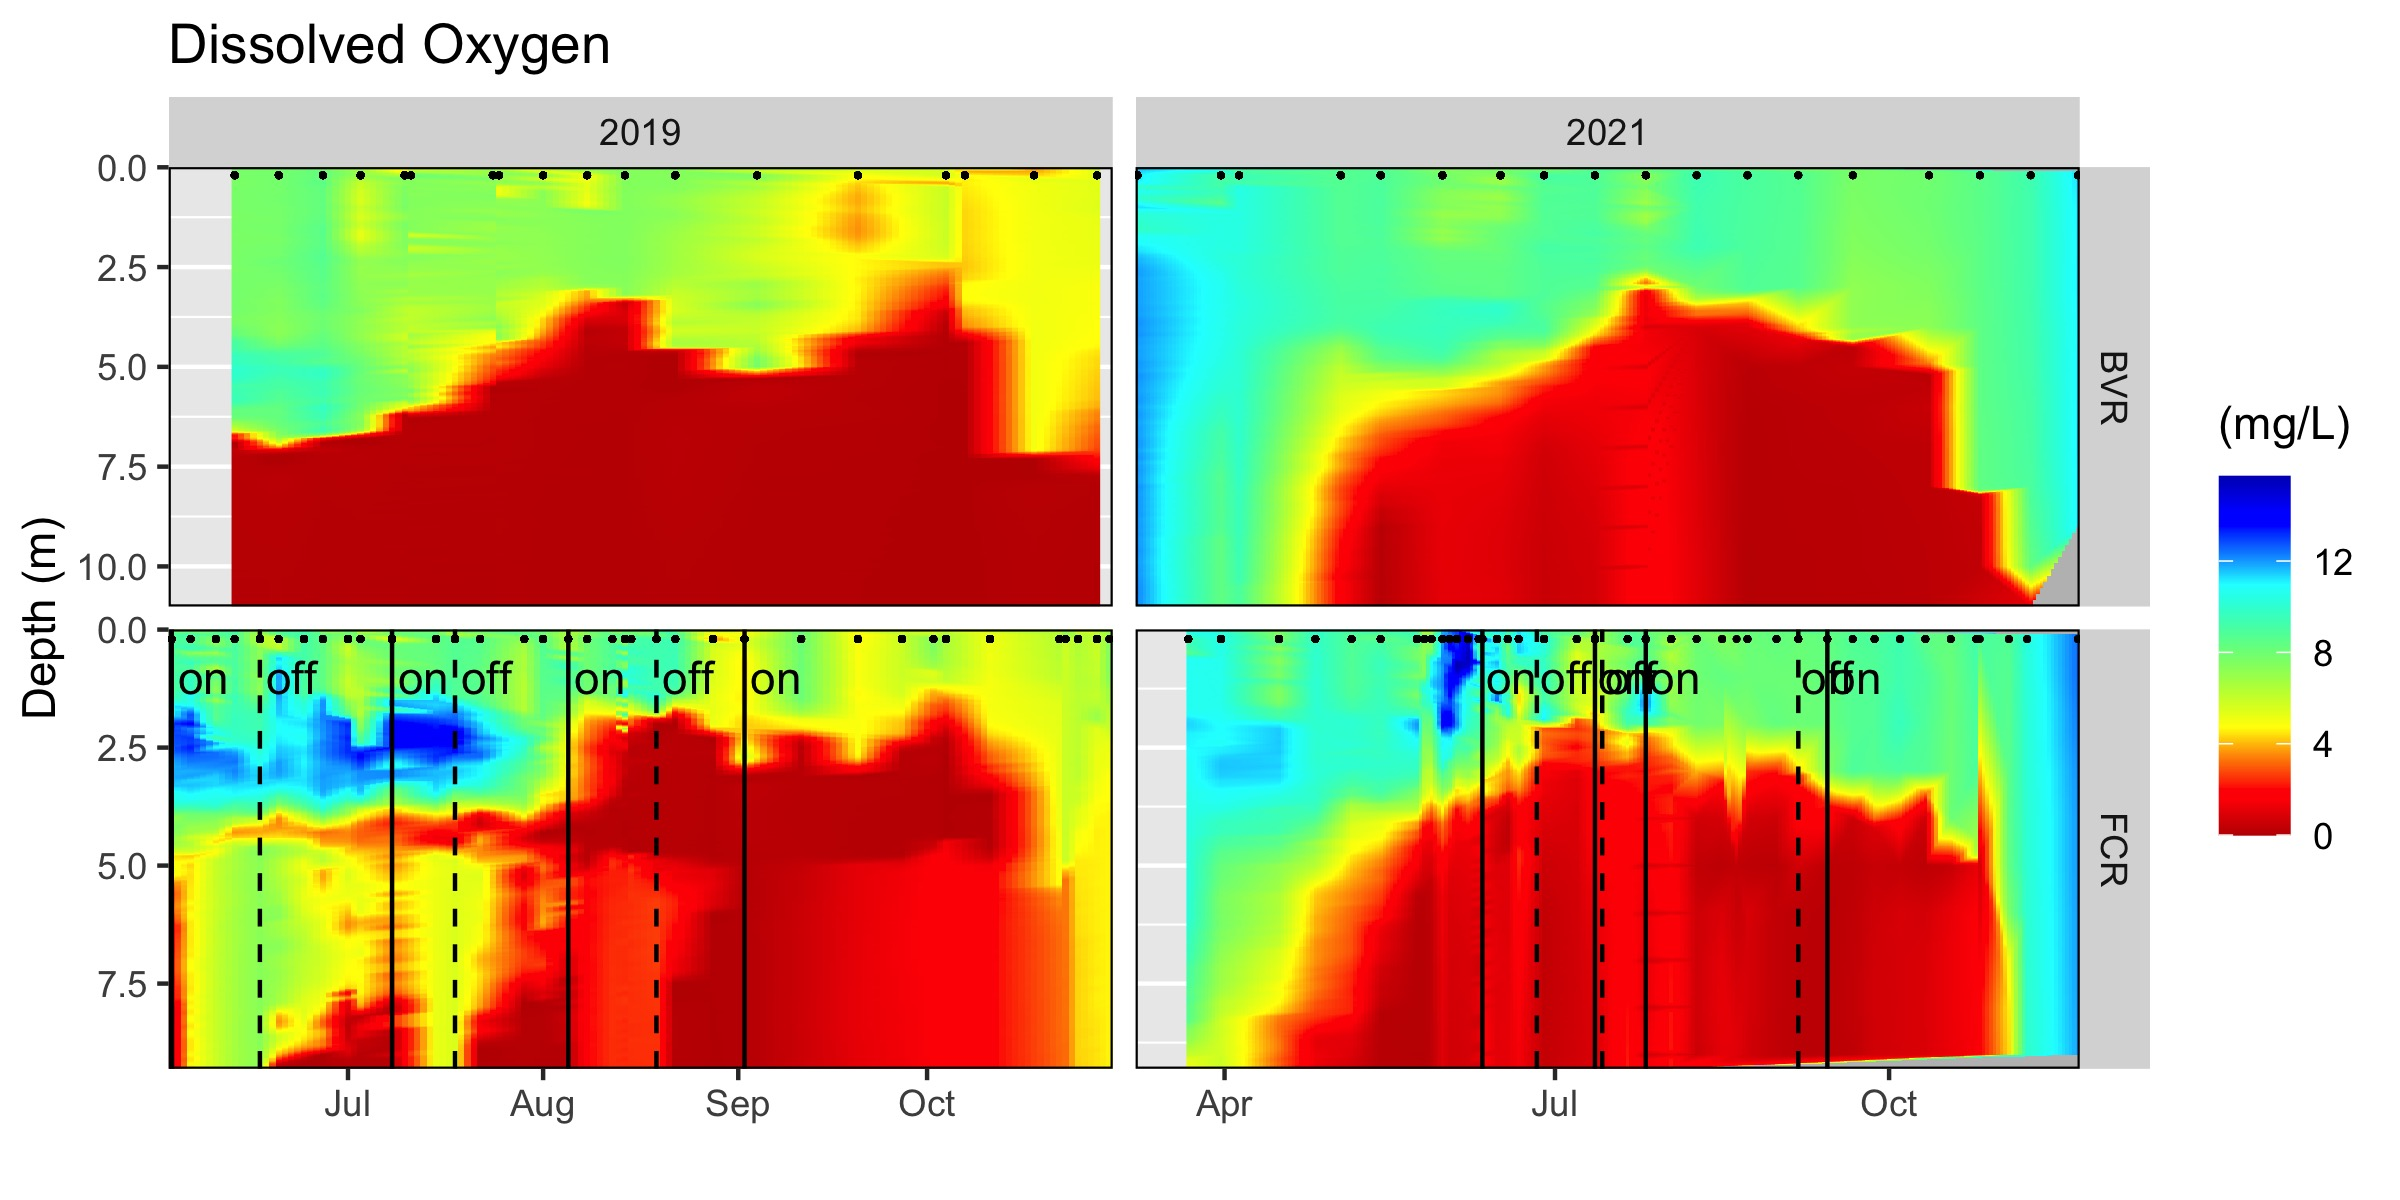 Dissolved Oxygen
2019
2021
0.0
2.5
5.0
7.5
10.0
BVR
Depth (m)
(mg/L)
12
8
4
0
0.0
2.5
5.0
7.5
on
off
on
off
on
off
on
on
off
on
off
on
off
on
FCR
Jul
Aug
Sep
Oct
Apr
Jul
Oct